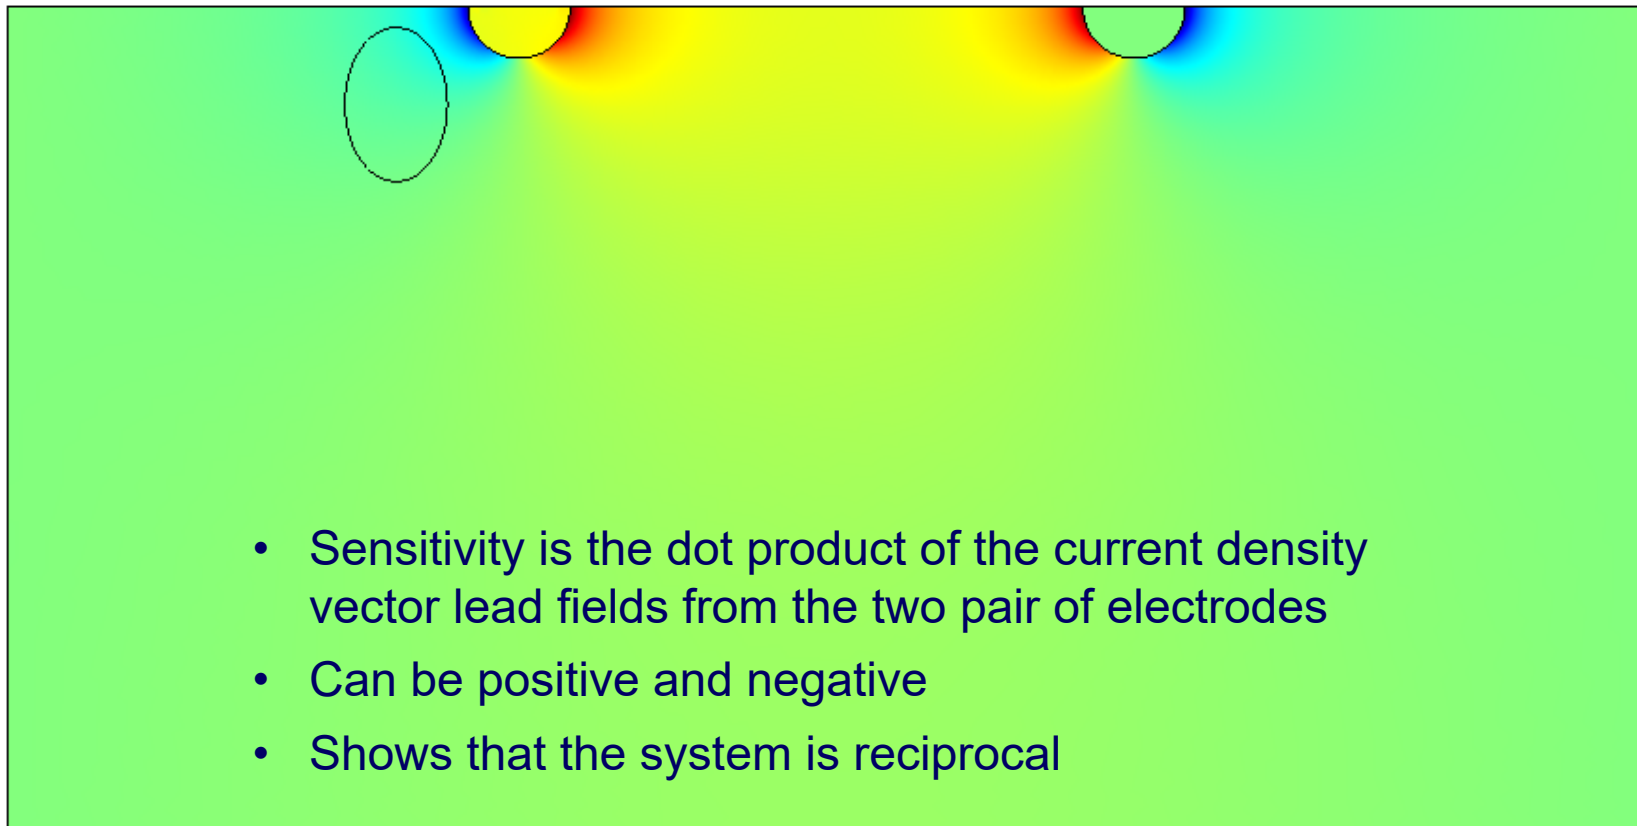 • Sensitivity is the dot product of the current density
vector lead fields from the two pair of electrodes
• Can be positive and negative
• Shows that the system is reciprocal